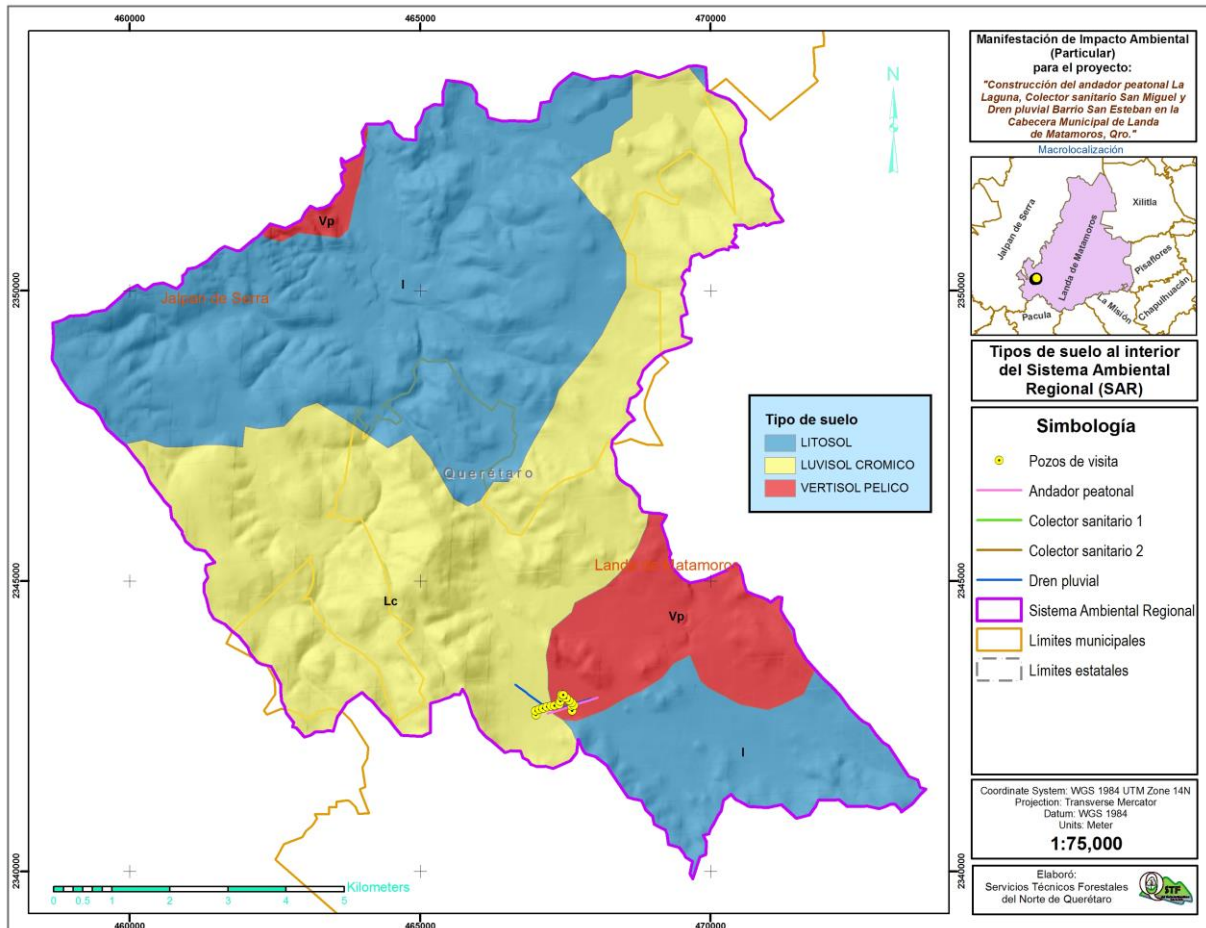 460000
465000
470000
2350000
2350000
2345000
2345000
2340000
2340000
460000
465000
470000
N
Vp
I
Jalpan de Serra
Querétaro
Lc
Landa de Matamoros
Vp
I
Tipo de suelo
LITOSOL
LUVISOL CROMICO
VERTISOL PELICO
Kilometers
0 0.5 1 2 3 4 5
Manifestación de Impacto Ambiental
(Particular)
para el proyecto:
"Construcción del andador peatonal La
Laguna, Colector sanitario San Miguel y
Dren pluvial Barrio San Esteban en la
Cabecera Municipal de Landa
de Matamoros, Qro."
Macrolocalización
Jalpan de Serra
Xilitla
Landa de Matamoros
Pisaflores
Chapulhuacán
La Misión
Pacula
Tipos de suelo al interior
del Sistema Ambiental
Regional (SAR)
Simbología
Pozos de visita
Andador peatonal
Colector sanitario 1
Colector sanitario 2
Dren pluvial
Sistema Ambiental Regional
Límites municipales
Límites estatales
Coordinate System: WGS 1984 UTM Zone 14N
Projection: Transverse Mercator
Datum: WGS 1984
Units: Meter
1:75,000
Elaboró:
Servicios Técnicos Forestales
del Norte de Querétaro
STF